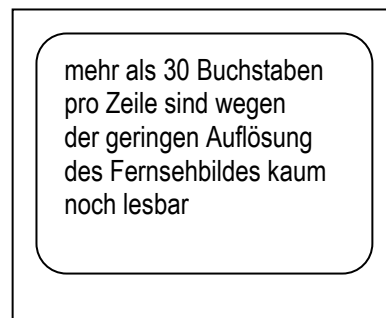 mehr als 30 Buchstaben
pro Zeile sind wegen
der geringen Auflösung
des Fernsehbildes kaum
noch lesbar